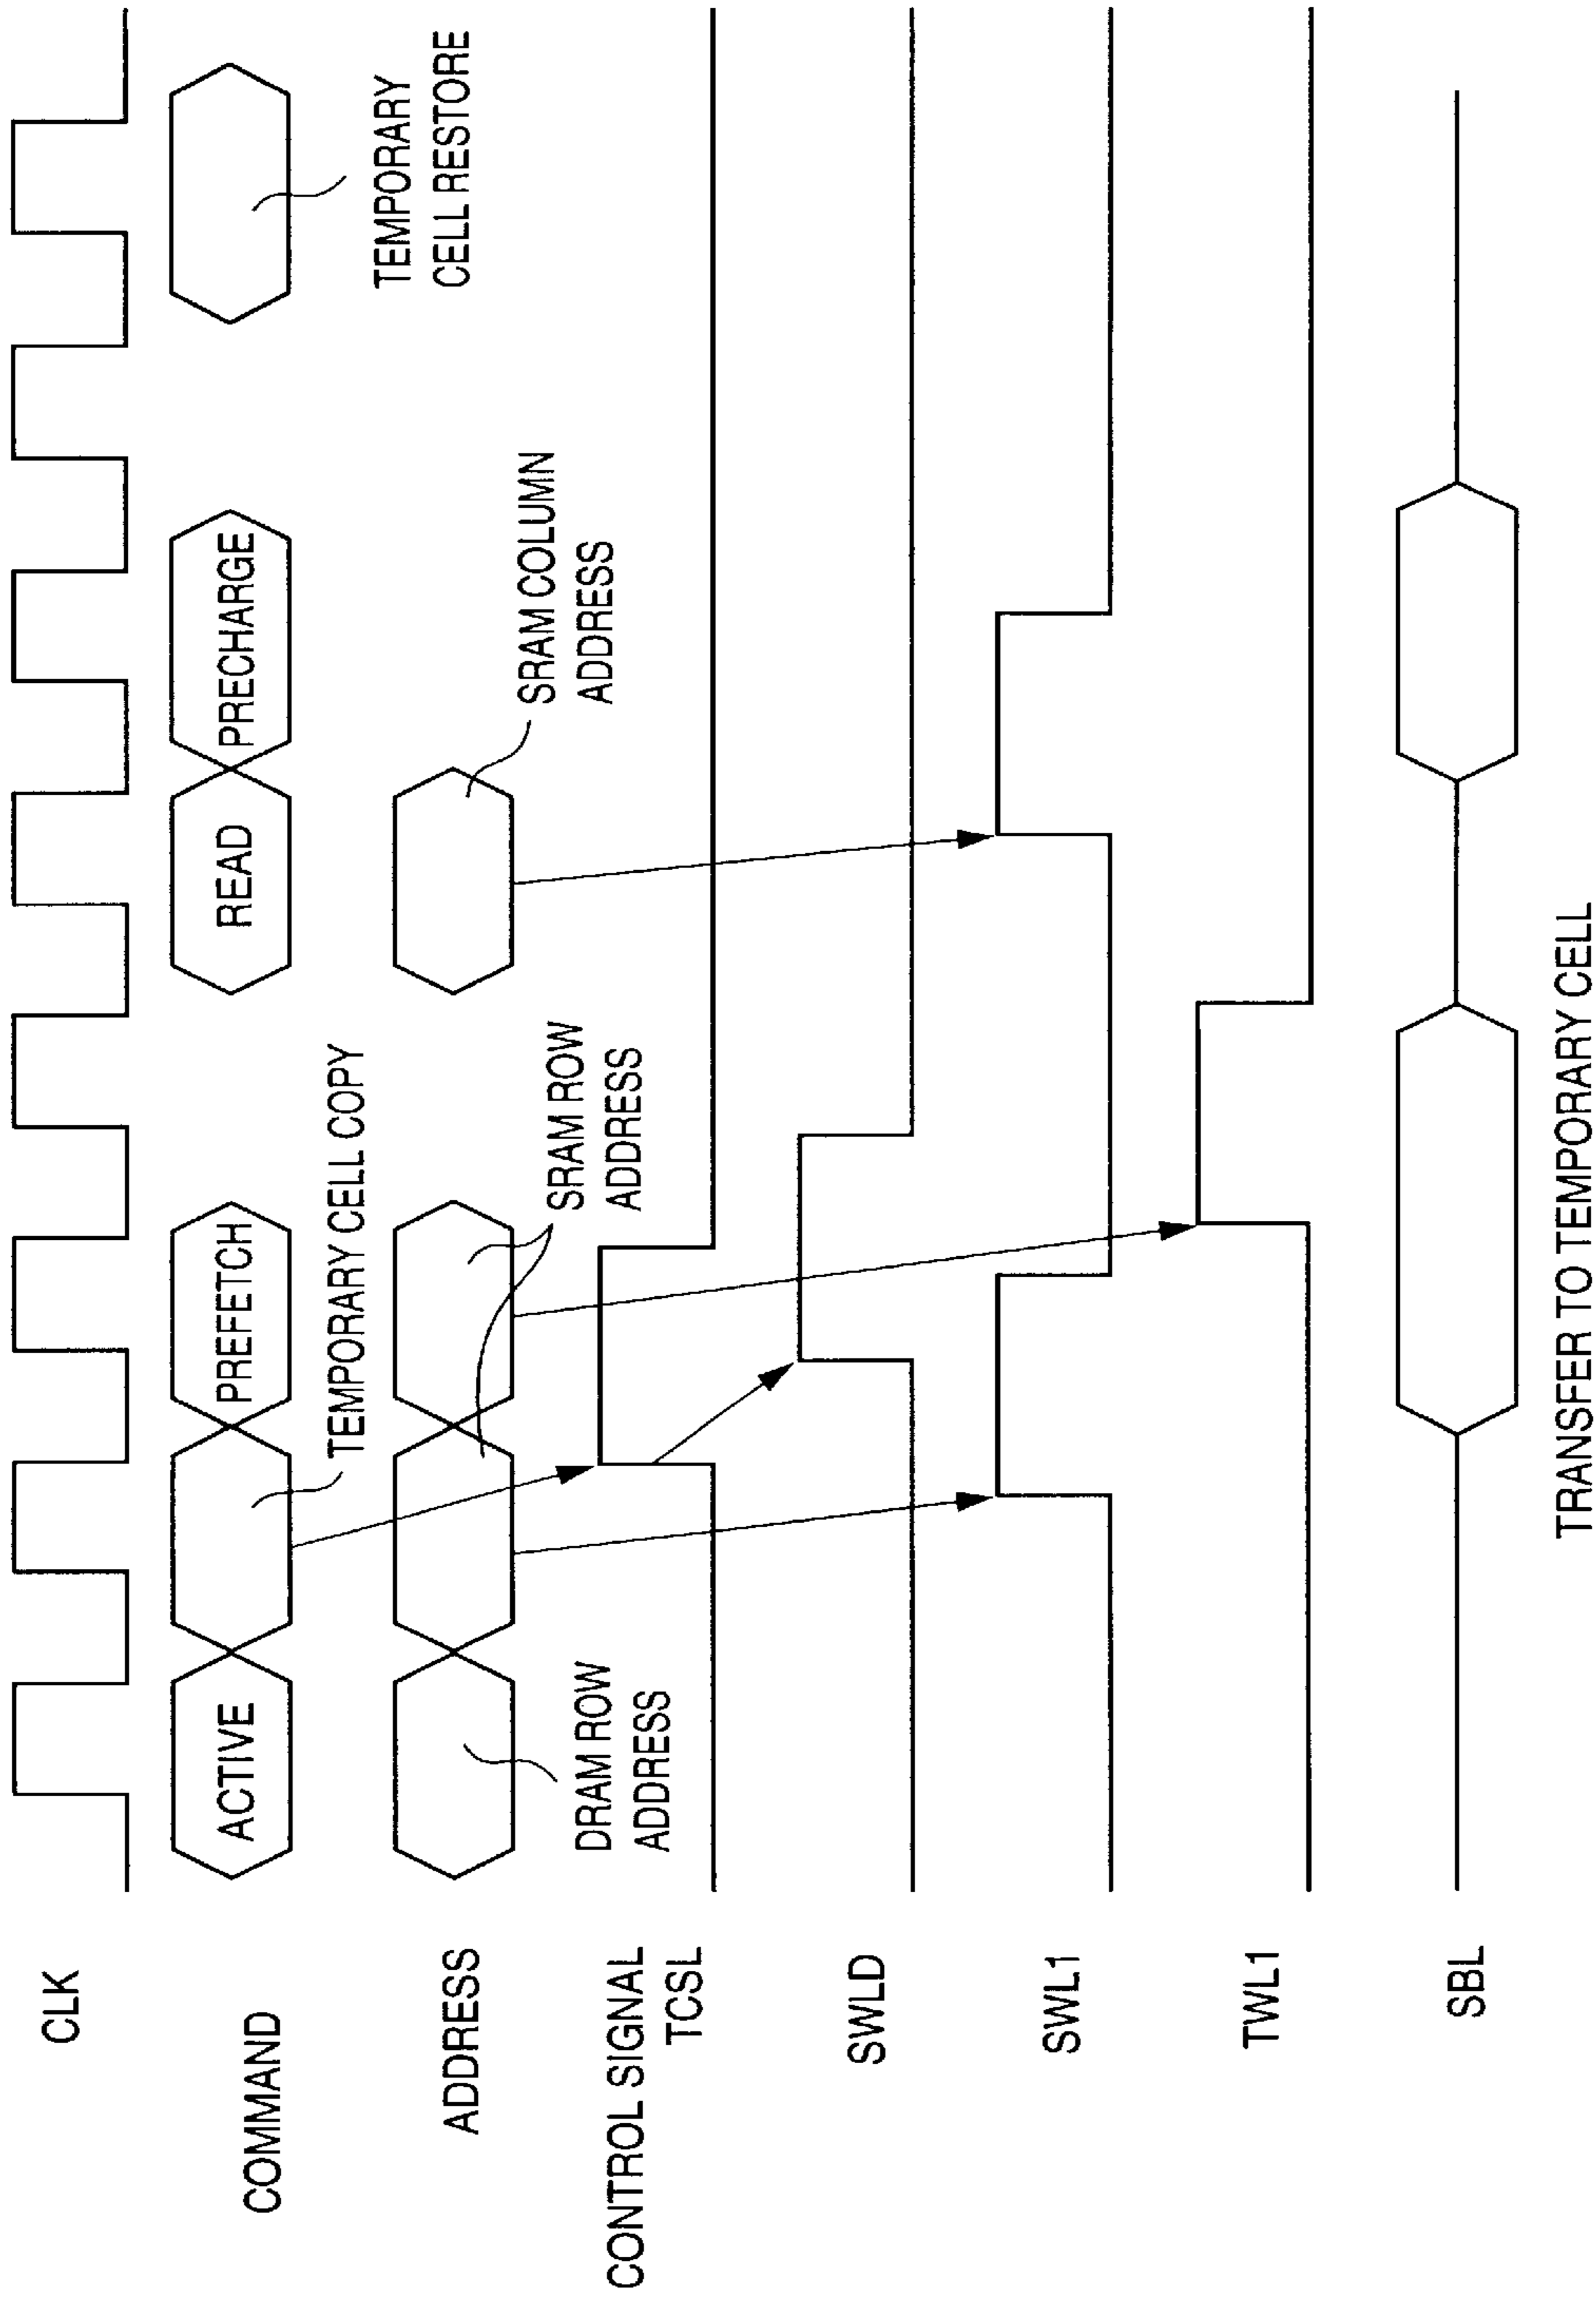 CLK
COMMAND
ACTIVE
PREFETCH
READ
PRECHARGE
TEMPORARY CELL COPY
TEMPORARY
CELL RESTORE
ADDRESS
DRAM ROW
ADDRESS
SRAM ROW
ADDRESS
SRAM COLUMN
ADDRESS
CONTROL SIGNAL
TCSL
SWLD
SWL1
TWL1
SBL
TRANSFER TO TEMPORARY CELL